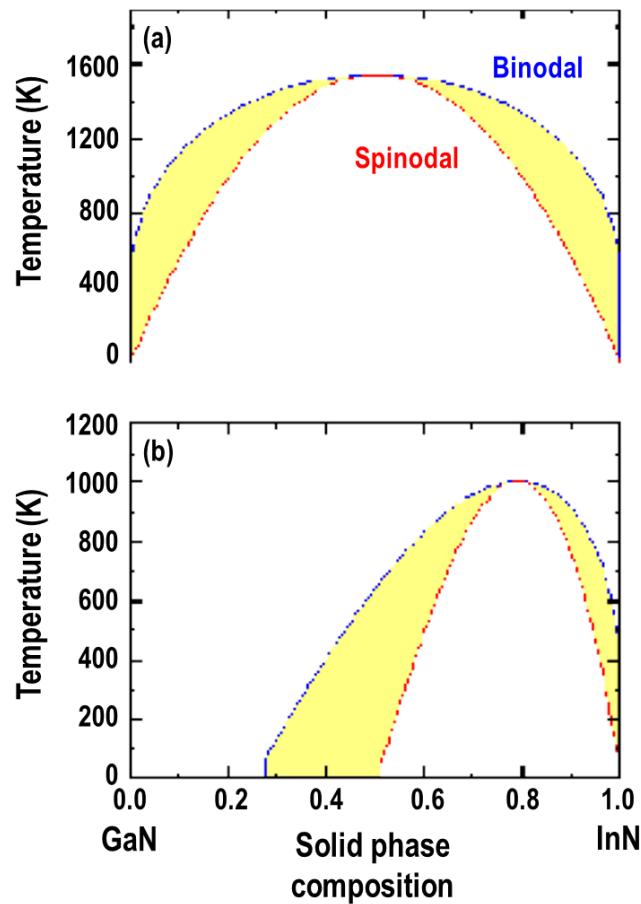 (a)
Binodal
Spinodal
Temperature (K)
1600
1200
800
400
0
(b)
Temperature (K)
1200
1000
800
600
400
200
0
0.0 0.2 0.4 0.6 0.8 1.0
GaN Solid phase InN
composition